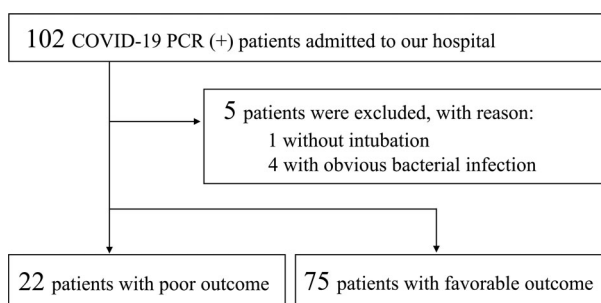 102 COVID-19 PCR (+) patients admitted to our hospital
5 patients were excluded, with reason:
1 without intubation
4 with obvious bacterial infection
22 patients with poor outcome
75 patients with favorable outcome